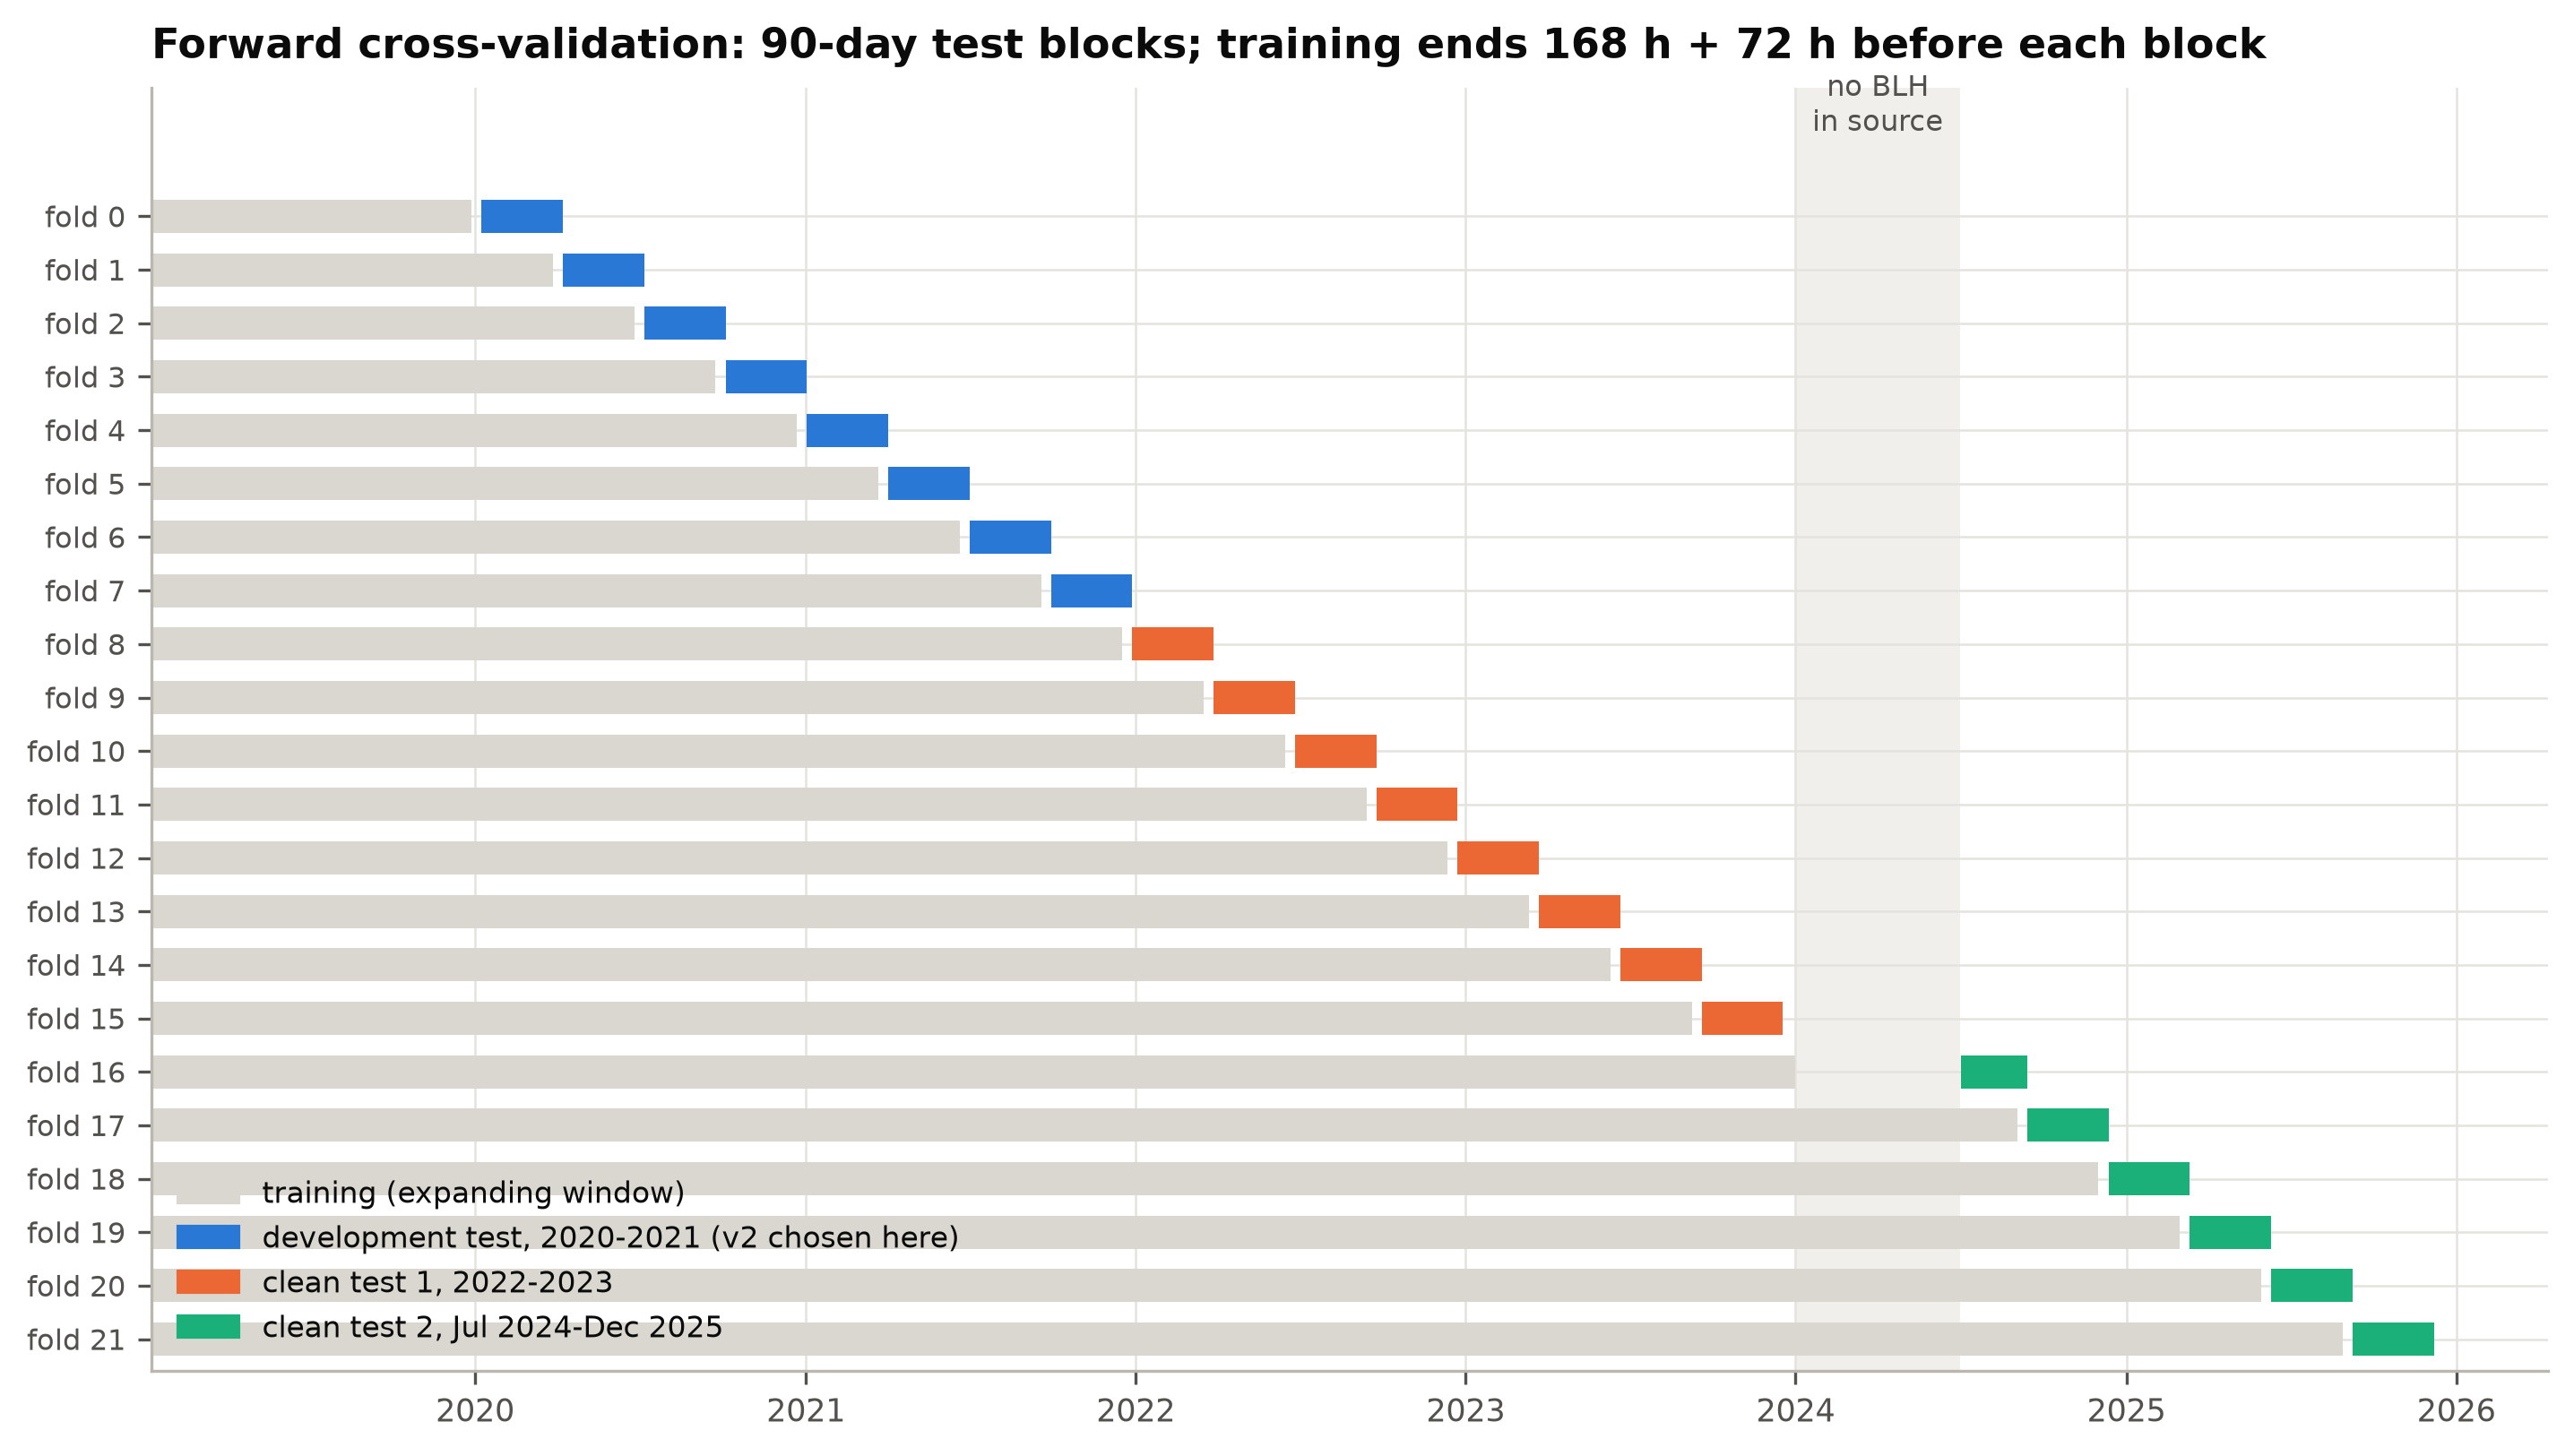 Forward cross-validation: 90-day test blocks; training ends 168 h + 72 h before each block
no BLH
in source
fold 0
fold 1
fold 2
fold 3
fold 4
fold 5
fold 6
fold 7
fold 8
fold 9
fold 10
fold 11
fold 12
fold 13
fold 14
fold 15
fold 16
fold 17
fold 18
fold 19
fold 20
fold 21
training (expanding window)
development test, 2020-2021 (v2 chosen here)
clean test 1, 2022-2023
clean test 2, Jul 2024-Dec 2025
2020 2021 2022 2023 2024 2025 2026